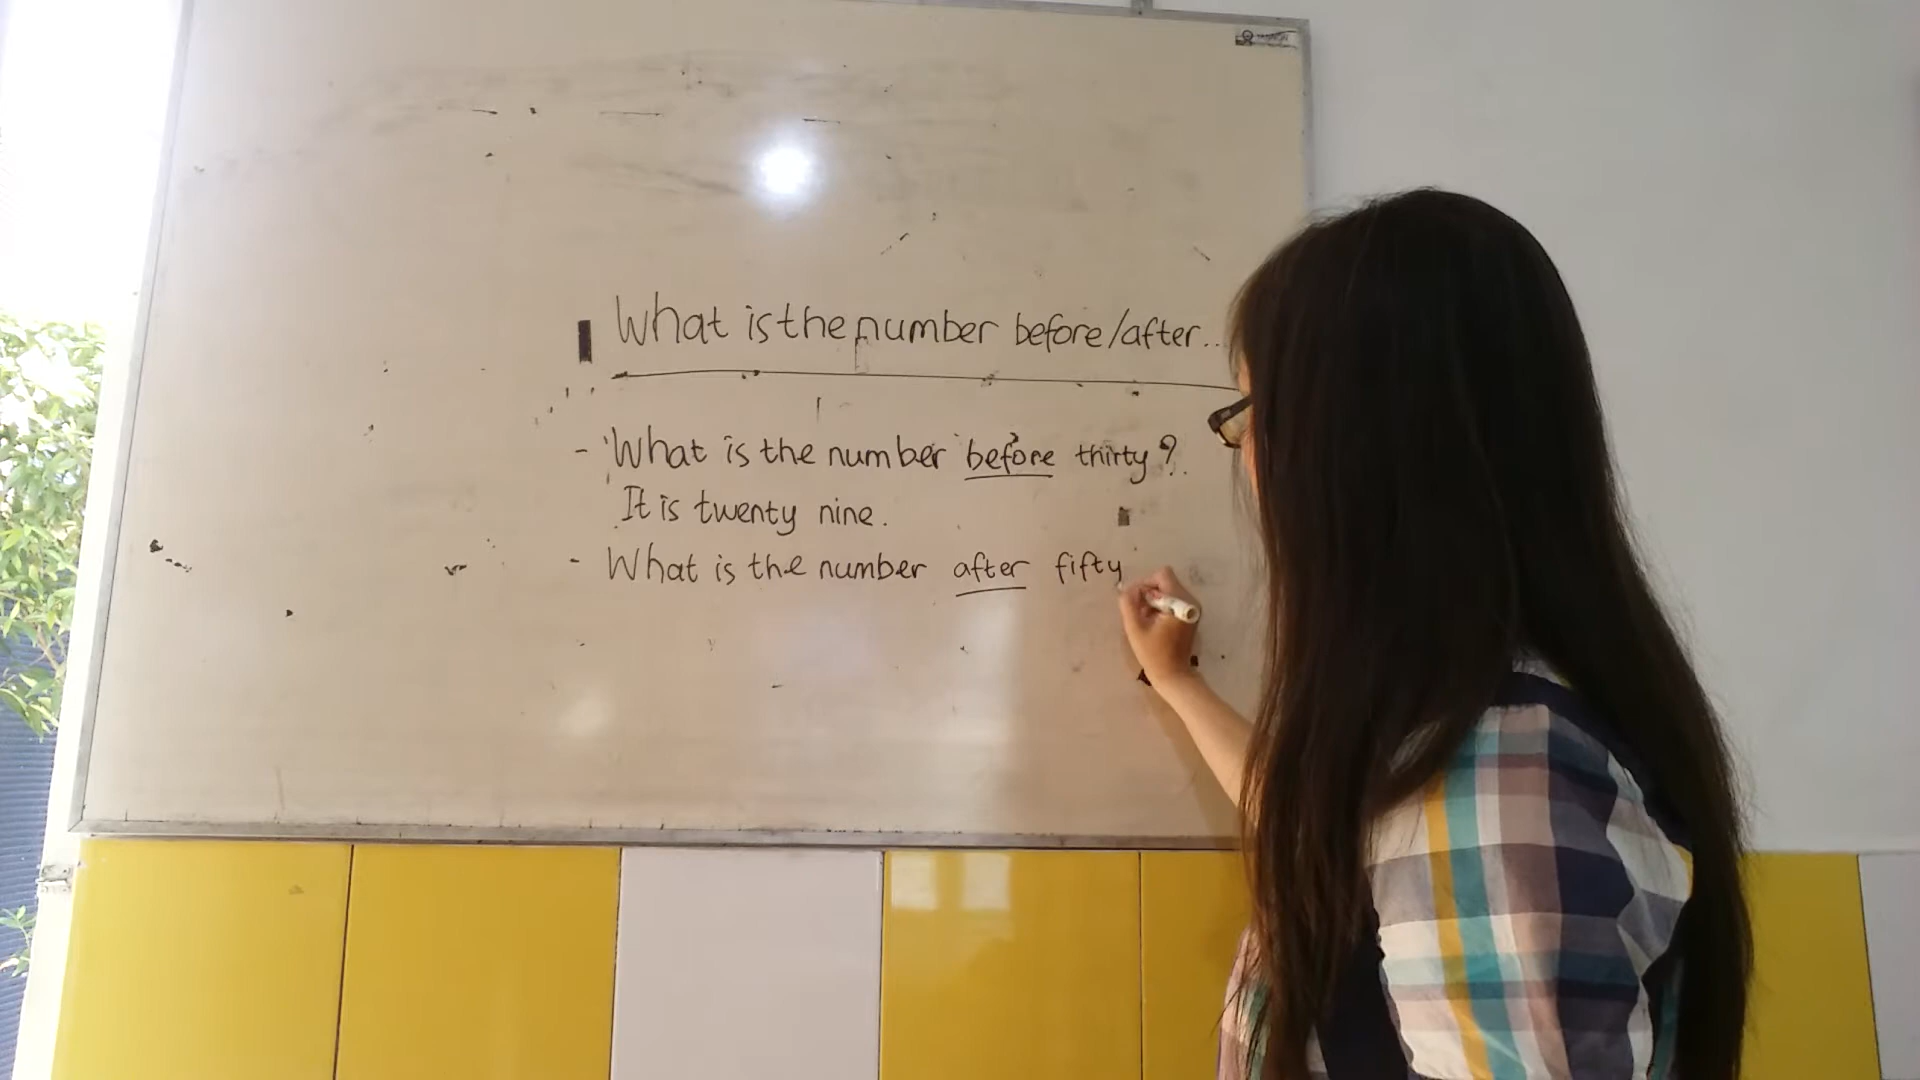 What is the number before/after..
- What is the number before thirty?
It is twenty nine.
- What is the number after fifty